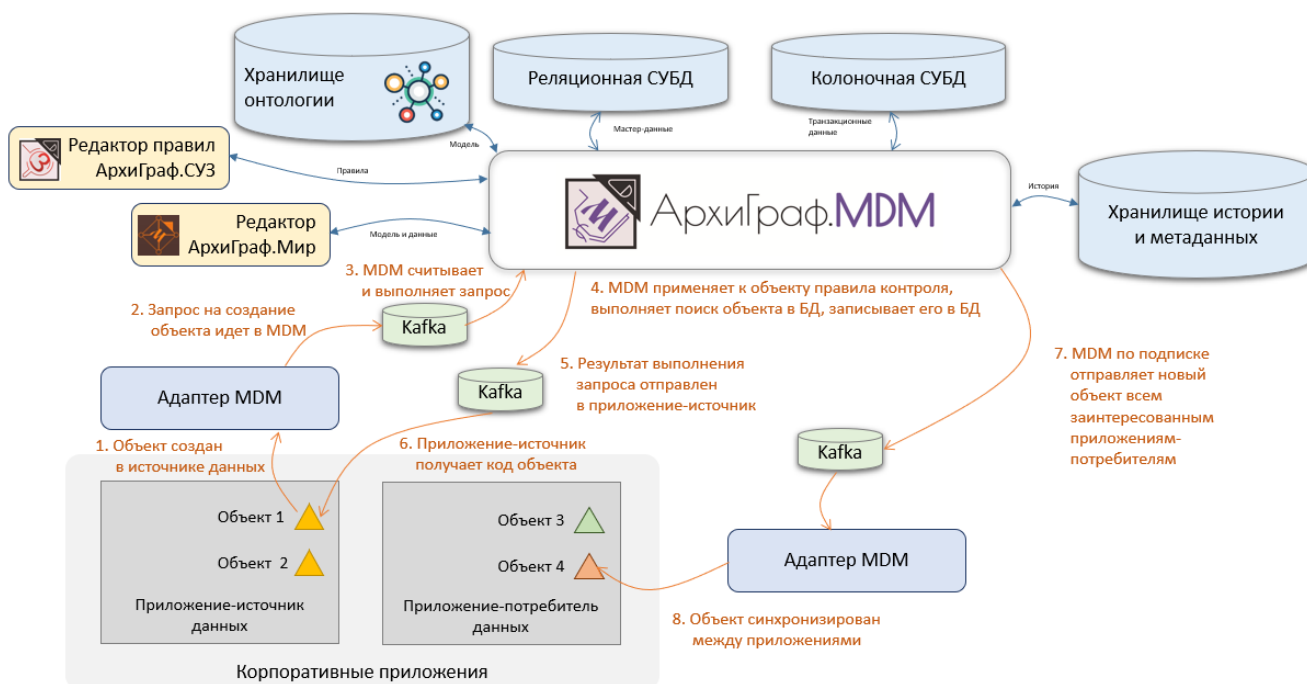 Хранилище
онтологии
Реляционная СУБД
Колоночная СУБД
Мастер-данные
Транзакционные
данные
Модель
Редактор правил
АрхиГраф.СУЗ
Правила
АрхиГраф.MDM
История
Хранилище истории
и метаданных
Редактор
АрхиГраф.Мир
Модель и данные
3. MDM считывает
и выполняет запрос
4. MDM применяет к объекту правила контроля,
выполняет поиск объекта в БД, записывает его в БД
2. Запрос на создание
объекта идет в MDM
Kafka
5. Результат выполнения
запроса отправлен
в приложение-источник
Kafka
7. MDM по подписке
отправляет новый
объект всем
заинтересованным
приложениям-
потребителям
Адаптер MDM
1. Объект создан
в источнике данных
6. Приложение-источник
получает код объекта
Kafka
Объект 1
Объект 2
Приложение-источник
данных
Объект 3
Объект 4
Приложение-потребитель
данных
Адаптер MDM
8. Объект синхронизирован
между приложениями
Корпоративные приложения